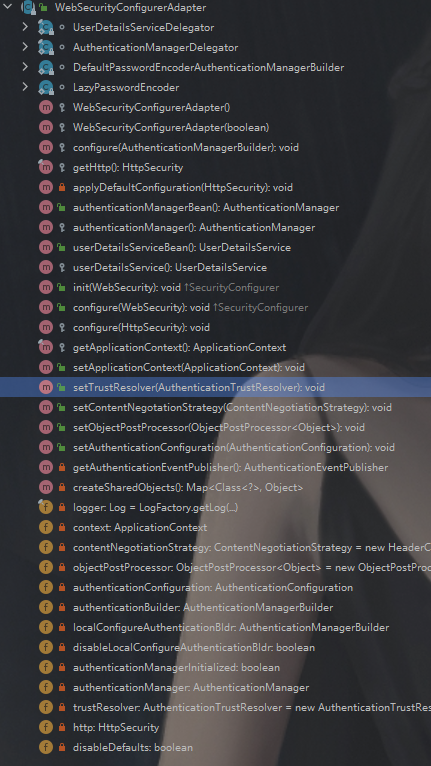 WebSecurityConfigurerAdapter
UserDetailsServiceDelegator
AuthenticationManagerDelegator
DefaultPasswordEncoderAuthenticationManagerBuilder
LazyPasswordEncoder
WebSecurityConfigurerAdapter()
WebSecurityConfigurerAdapter(boolean)
configure(AuthenticationManagerBuilder): void
getHttp(): HttpSecurity
applyDefaultConfiguration(HttpSecurity): void
authenticationManagerBean(): AuthenticationManager
authenticationManager(): AuthenticationManager
userDetailsServiceBean(): UserDetailsService
userDetailsService(): UserDetailsService
init(WebSecurity): void ↑SecurityConfigurer
configure(WebSecurity): void ↑SecurityConfigurer
configure(HttpSecurity): void
getApplicationContext(): ApplicationContext
setApplicationContext(ApplicationContext): void
setTrustResolver(AuthenticationTrustResolver): void
setContentNegotationStrategy(ContentNegotiationStrategy): void
setObjectPostProcessor(ObjectPostProcessor<Object>): void
setAuthenticationConfiguration(AuthenticationConfiguration): void
getAuthenticationEventPublisher(): AuthenticationEventPublisher
createSharedObjects(): Map<Class<?>, Object>
logger: Log = LogFactory.getLog(...)
context: ApplicationContext
contentNegotiationStrategy: ContentNegotiationStrategy = new HeaderC
objectPostProcessor: ObjectPostProcessor<Object> = new ObjectPostProc
authenticationConfiguration: AuthenticationConfiguration
authenticationBuilder: AuthenticationManagerBuilder
localConfigureAuthenticationBldr: AuthenticationManagerBuilder
disableLocalConfigureAuthenticationBldr: boolean
authenticationManagerInitialized: boolean
authenticationManager: AuthenticationManager
trustResolver: AuthenticationTrustResolver = new AuthenticationTrustRes
http: HttpSecurity
disableDefaults: boolean